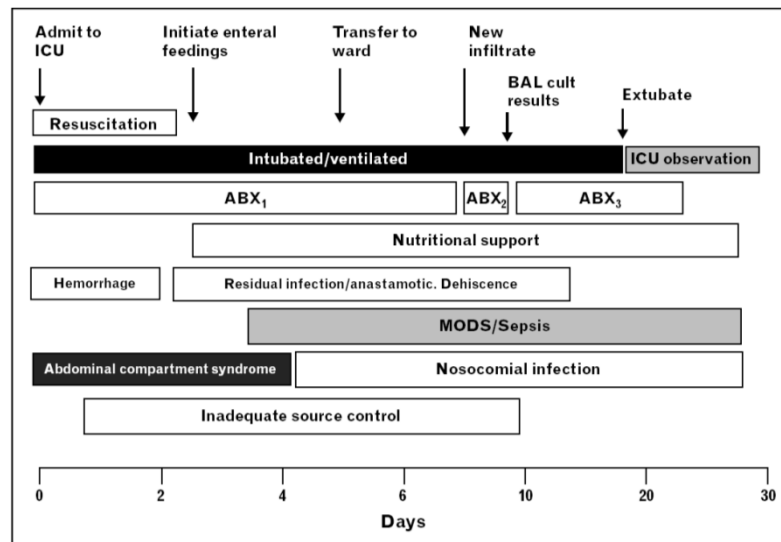 Admit to
ICU
Initiate enteral
feedings
Transfer to
ward
New
infiltrate
BAL cult
results
Extubate
Resuscitation
Intubated/ventilated
ICU observation
ABX₁
ABX₂
ABX₃
Nutritional support
Hemorrhage
Residual infection/anastamotic. Dehiscence
MODS/Sepsis
Abdominal compartment syndrome
Nosocomial infection
Inadequate source control
0 2 4 6 10 20 30
Days